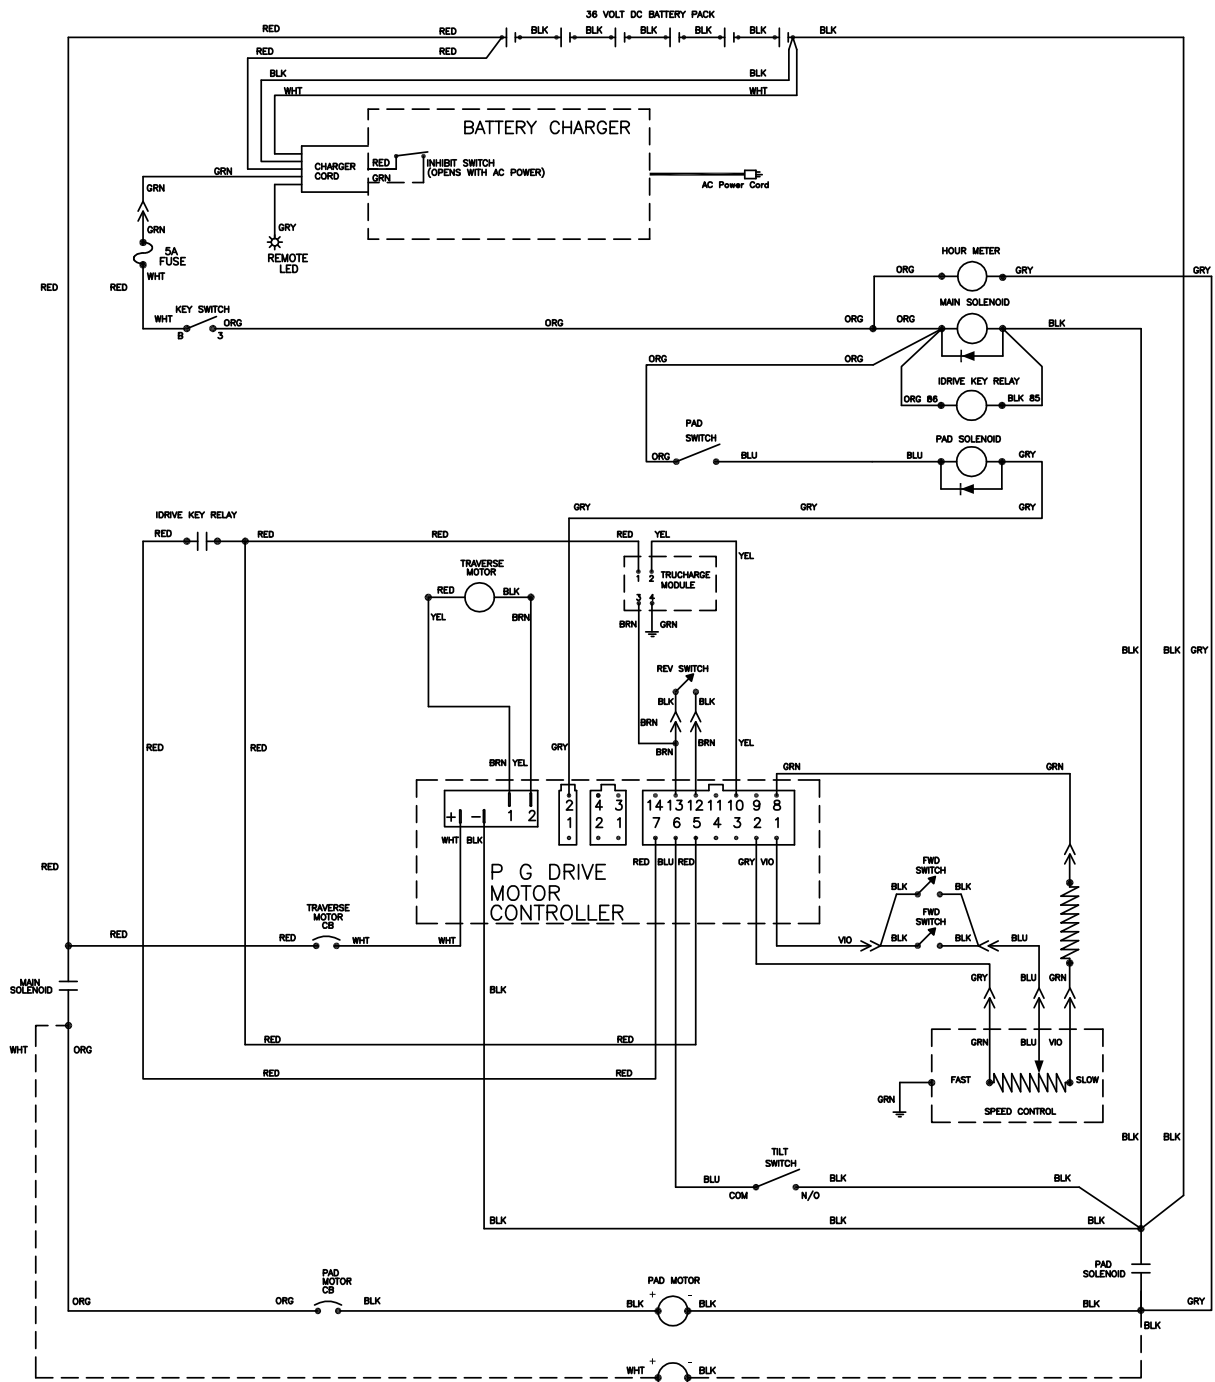 36 VOLT DC BATTERY PACK
RED
RED
BLK
BLK
BLK
BLK
BLK
BLK
RED
RED
BLK
BLK
WHT
WHT
BATTERY CHARGER
CHARGER
CORD
RED
INHIBIT SWITCH
(OPENS WITH AC POWER)
GRN
GRN
GRN
AC Power Cord
GRN
GRY
5A
FUSE
REMOTE
LED
WHT
HOUR METER
ORG
GRY
GRY
RED
RED
MAIN SOLENOID
KEY SWITCH
WHT
ORG
ORG
ORG
ORG
BLK
B
3
ORG
ORG
IDRIVE KEY RELAY
ORG 86
BLK 85
PAD
SWITCH
PAD SOLENOID
ORG
BLU
BLU
GRY
GRY
GRY
GRY
IDRIVE KEY RELAY
RED
RED
RED
RED
YEL
YEL
TRAVERSE
MOTOR
1 2
TRUCHARGE
MODULE
RED
BLK
3 4
YEL
BRN
BRN
GRN
BLK
BLK
GRY
REV SWITCH
BLK
BLK
BRN
RED
RED
GRY
BRN
BRN
YEL
BRN YEL
GRN
GRN
+ − 1 2
2
1
4 3
2 1
14 13 12 11 10 9 8
7 6 5 4 3 2 1
WHT
BLK
RED
BLU
RED
GRY
VIO
P G DRIVE
MOTOR
CONTROLLER
RED
FWD
SWITCH
BLK
BLK
TRAVERSE
MOTOR
CB
FWD
SWITCH
RED
RED
WHT
WHT
VIO
BLK
BLK
BLU
MAIN
SOLENOID
BLK
GRY
BLU
GRN
WHT
ORG
RED
RED
GRN
BLU
VIO
RED
RED
FAST
SLOW
GRN
SPEED CONTROL
BLK
BLK
TILT
SWITCH
BLU
COM
N/O
BLK
BLK
BLK
BLK
BLK
PAD
SOLENOID
PAD
MOTOR
CB
PAD MOTOR
ORG
ORG
BLK
BLK
+
-
BLK
BLK
GRY
BLK
WHT
+
-
BLK